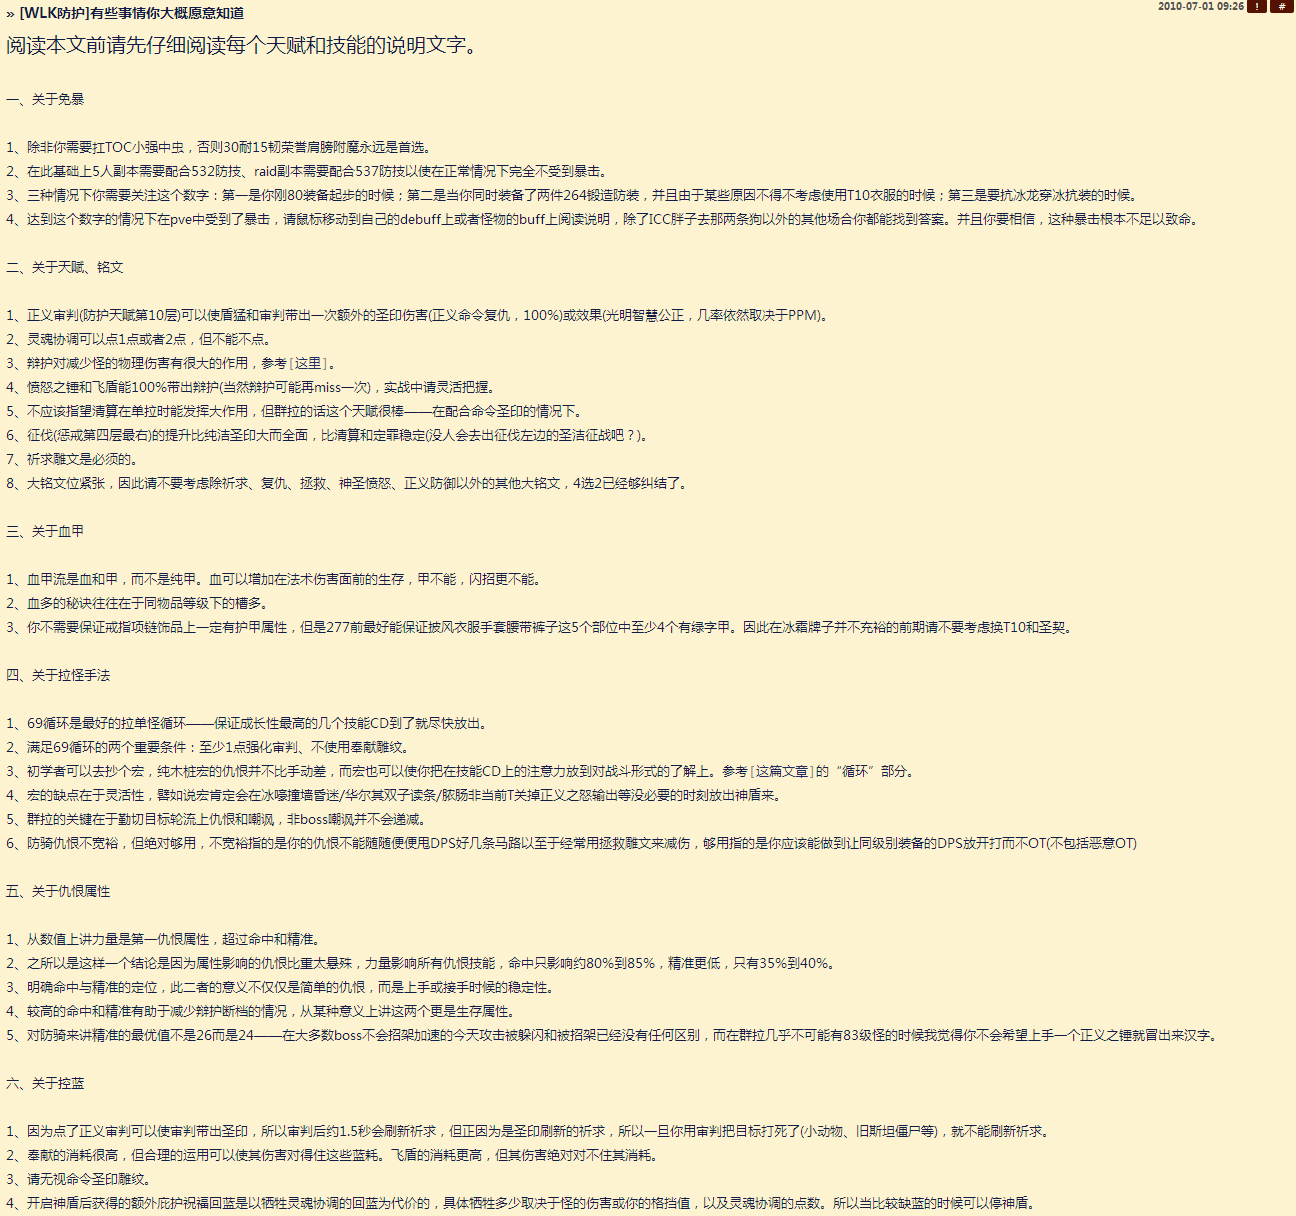 » [WLK防护]有些事情你大概愿意知道
2010-07-01 09:26 ! #
阅读本文前请先仔细阅读每个天赋和技能的说明文字。
一、关于免暴
1、除非你需要扛TOC小强中虫，否则30耐15韧荣誉肩膀附魔永远是首选。
2、在此基础上5人副本需要配合532防技、raid副本需要配合537防技以使在正常情况下完全不受到暴击。
3、三种情况下你需要关注这个数字：第一是你刚80装备起步的时候；第二是当你同时装备了两件264锻造防装，并且由于某些原因不得不考虑使用T10衣服的时候；第三是要抗冰龙穿冰抗装的时候。
4、达到这个数字的情况下在pve中受到了暴击，请鼠标移动到自己的debuff上或者怪物的buff上阅读说明，除了ICC胖子去那两条狗以外的其他场合你都能找到答案。并且你要相信，这种暴击根本不足以致命。
二、关于天赋、铭文
1、正义审判(防护天赋第10层)可以使盾猛和审判带出一次额外的圣印伤害(正义命令复仇，100%)或效果(光明智慧公正，几率依然取决于PPM)。
2、灵魂协调可以点1点或者2点，但不能不点。
3、辩护对减少怪的物理伤害有很大的作用，参考[这里]。
4、愤怒之锤和飞盾能100%带出辩护(当然辩护可能再miss一次)，实战中请灵活把握。
5、不应该指望清算在单拉时能发挥大作用，但群拉的话这个天赋很棒——在配合命令圣印的情况下。
6、征伐(惩戒第四层最右)的提升比纯洁圣印大而全面，比清算和定罪稳定(没人会去出征伐左边的圣洁征战吧？)。
7、祈求雕文是必须的。
8、大铭文位紧张，因此请不要考虑除祈求、复仇、拯救、神圣愤怒、正义防御以外的其他大铭文，4选2已经够纠结了。
三、关于血甲
1、血甲流是血和甲，而不是纯甲。血可以增加在法术伤害面前的生存，甲不能，闪招更不能。
2、血多的秘诀往往在于同物品等级下的槽多。
3、你不需要保证戒指项链饰品上一定有护甲属性，但是277前最好能保证披风衣服手套腰带裤子这5个部位中至少4个有绿字甲。因此在冰霜牌子并不充裕的前期请不要考虑换T10和圣契。
四、关于拉怪手法
1、69循环是最好的拉单怪循环——保证成长性最高的几个技能CD到了就尽快放出。
2、满足69循环的两个重要条件：至少1点强化审判、不使用奉献雕纹。
3、初学者可以去抄个宏，纯木桩宏的仇恨并不比手动差，而宏也可以使你把在技能CD上的注意力放到对战斗形式的了解上。参考[这篇文章]的“循环”部分。
4、宏的缺点在于灵活性，譬如说宏肯定会在冰嚎撞墙昏迷/华尔其双子读条/脓肠非当前T关掉正义之怒输出等没必要的时刻放出神盾来。
5、群拉的关键在于勤切目标轮流上仇恨和嘲讽，非boss嘲讽并不会递减。
6、防骑仇恨不宽裕，但绝对够用，不宽裕指的是你的仇恨不能随随便便甩DPS好几条马路以至于经常用拯救雕文来减伤，够用指的是你应该能做到让同级别装备的DPS放开打而不OT(不包括恶意OT)
五、关于仇恨属性
1、从数值上讲力量是第一仇恨属性，超过命中和精准。
2、之所以是这样一个结论是因为属性影响的仇恨比重太悬殊，力量影响所有仇恨技能，命中只影响约80%到85%，精准更低，只有35%到40%。
3、明确命中与精准的定位，此二者的意义不仅仅是简单的仇恨，而是上手或接手时候的稳定性。
4、较高的命中和精准有助于减少辩护断档的情况，从某种意义上讲这两个更是生存属性。
5、对防骑来讲精准的最优值不是26而是24——在大多数boss不会招架加速的今天攻击被躲闪和被招架已经没有任何区别，而在群拉几乎不可能有83级怪的时候我觉得你不会希望上手一个正义之锤就冒出来汉字。
六、关于控蓝
1、因为点了正义审判可以使审判带出圣印，所以审判后约1.5秒会刷新祈求，但正因为是圣印刷新的祈求，所以一旦你用审判把目标打死了(小动物、旧斯坦僵尸等)，就不能刷新祈求。
2、奉献的消耗很高，但合理的运用可以使其伤害对得住这些蓝耗。飞盾的消耗更高，但其伤害绝对对不住其消耗。
3、请无视命令圣印雕纹。
4、开启神盾后获得的额外庇护祝福回蓝是以牺牲灵魂协调的回蓝为代价的，具体牺牲多少取决于怪的伤害或你的格挡值，以及灵魂协调的点数。所以当比较缺蓝的时候可以停神盾。